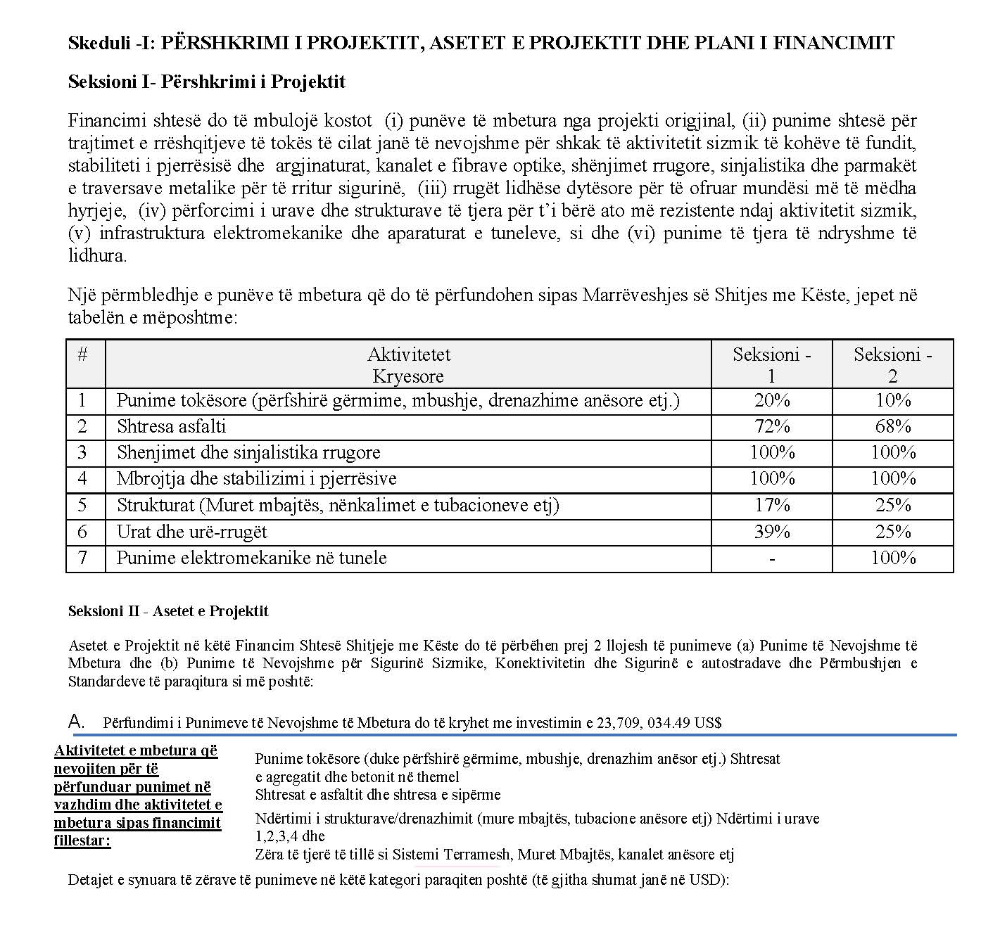 Skeduli -I: PËRSHKRIMI I PROJEKTIT, ASETET E PROJEKTIT DHE PLANI I FINANCIMIT
Seksioni I- Përshkrimi i Projektit
Financimi shtesë do të mbulojë kostot (i) punëve të mbetura nga projekti origjinal, (ii) punime shtesë për
trajtimet e rrëshqitjeve të tokës të cilat janë të nevojshme për shkak të aktivitetit sizmik të kohëve të fundit,
stabiliteti i pjerrësisë dhe argjinaturat, kanalet e fibrave optike, shënjimet rrugore, sinjalistika dhe parmakët
e traversave metalike për të rritur sigurinë, (iii) rrugët lidhëse dytësore për të ofruar mundësi më të mëdha
hyrjeje, (iv) përforcimi i urave dhe strukturave të tjera për t’i bërë ato më rezistente ndaj aktivitetit sizmik,
(v) infrastruktura elektromekanike dhe aparaturat e tuneleve, si dhe (vi) punime të tjera të ndryshme të
lidhura.
Një përmbledhje e punëve të mbetura që do të përfundohen sipas Marrëveshjes së Shitjes me Këste, jepet në
tabelën e mëposhtme:
# Aktivitetet Kryesore Seksioni - 1 Seksioni - 2
1 Punime tokësore (përfshirë gërmime, mbushje, drenazhime anësore etj.) 20% 10%
2 Shtresa asfalti 72% 68%
3 Shenjimet dhe sinjalistika rrugore 100% 100%
4 Mbrojtja dhe stabilizimi i pjerrësive 100% 100%
5 Strukturat (Muret mbajtës, nënkalimet e tubacioneve etj) 17% 25%
6 Urat dhe urë-rrugët 39% 25%
7 Punime elektromekanike në tunele - 100%
Seksioni II - Asetet e Projektit
Asetet e Projektit në këtë Financim Shtesë Shitjeje me Këste do të përbëhen prej 2 llojesh të punimeve (a) Punime të Nevojshme të
Mbetura dhe (b) Punime të Nevojshme për Sigurinë Sizmike, Konektivitetin dhe Sigurinë e autostradave dhe Përmbushjen e
Standardeve të paraqitura si më poshtë:
A. Përfundimi i Punimeve të Nevojshme të Mbetura do të kryhet me investimin e 23,709, 034.49 US$
Aktivitetet e mbetura që
nevojiten për të
përfunduar punimet në
vazhdim dhe aktivitetet e
mbetura sipas financimit
fillestar:
Punime tokësore (duke përfshirë gërmime, mbushje, drenazhim anësor etj.) Shtresat
e agregatit dhe betonit në themel
Shtresat e asfaltit dhe shtresa e sipërme
Ndërtimi i strukturave/drenazhimit (mure mbajtës, tubacione anësore etj) Ndërtimi i urave
1,2,3,4 dhe
Zëra të tjerë të tillë si Sistemi Terramesh, Muret Mbajtës, kanalet anësore etj
Detajet e synuara të zërave të punimeve në këtë kategori paraqiten poshtë (të gjitha shumat janë në USD):